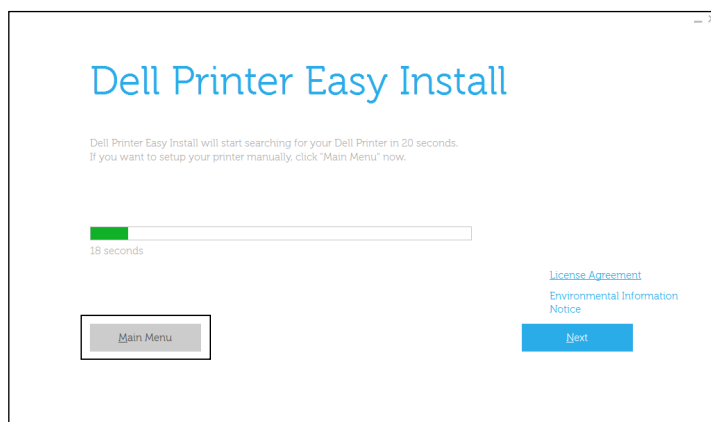 Dell Printer Easy Install
Dell Printer Easy Install will start searching for your Dell Printer in 20 seconds.
If you want to setup your printer manually, click "Main Menu" now.
18 seconds
License Agreement
Environmental Information
Notice
Main Menu
Next